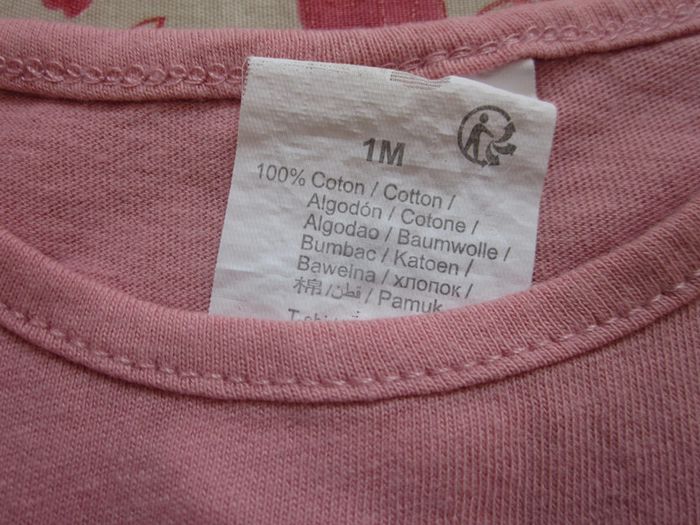 1M
100% Coton / Cotton /
Algodón / Cotone /
Algodao / Baumwolle /
Bumbac / Katoen /
Bawełna / хлопок /
棉 / قطن / Pamuk